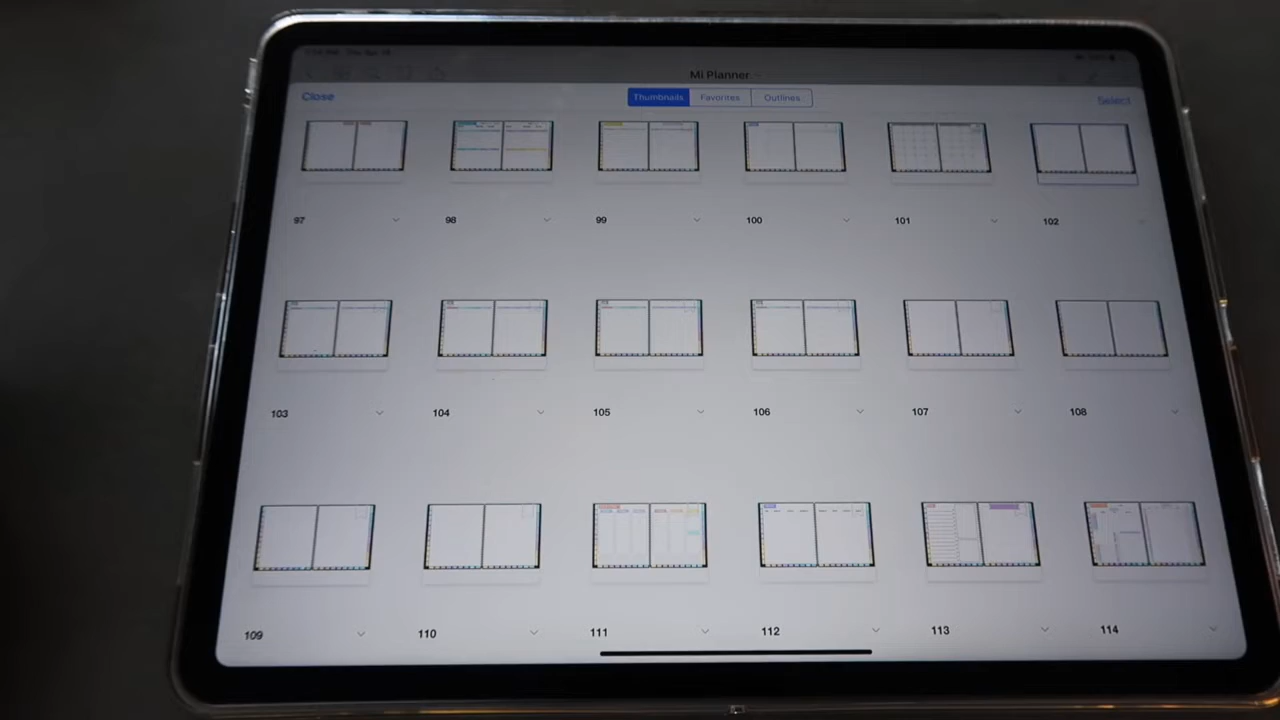 Mi Planner
Close
Thumbnails Favorites Outlines
Select
97 98 99 100 101 102
103 104 105 106 107 108
109 110 111 112 113 114